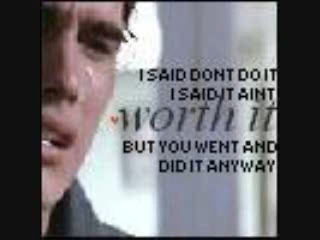 I SAID DONT DO IT
I SAID IT AINT
worth it
BUT YOU WENT AND
DID IT ANYWAY